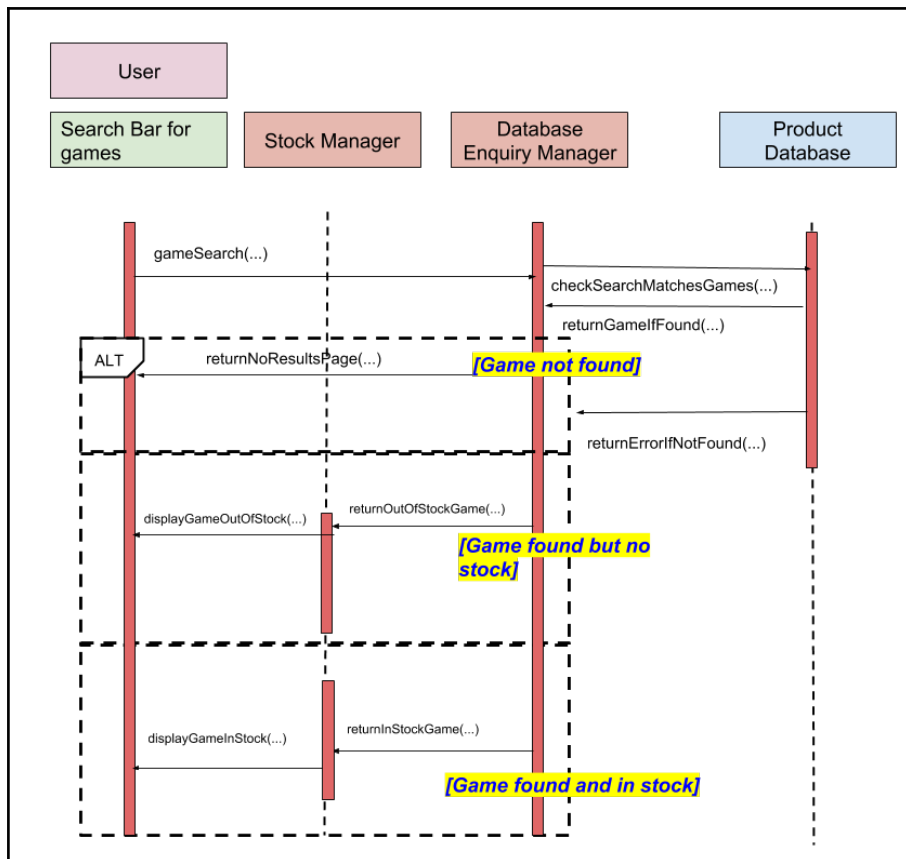 User
Search Bar for
games
Stock Manager
Database
Enquiry Manager
Product
Database
gameSearch(...)
checkSearchMatchesGames(...)
returnGameIfFound(...)
ALT
returnNoResultsPage(...)
[Game not found]
returnErrorIfNotFound(...)
displayGameOutOfStock(...)
returnOutOfStockGame(...)
[Game found but no
stock]
displayGameInStock(...)
returnInStockGame(...)
[Game found and in stock]